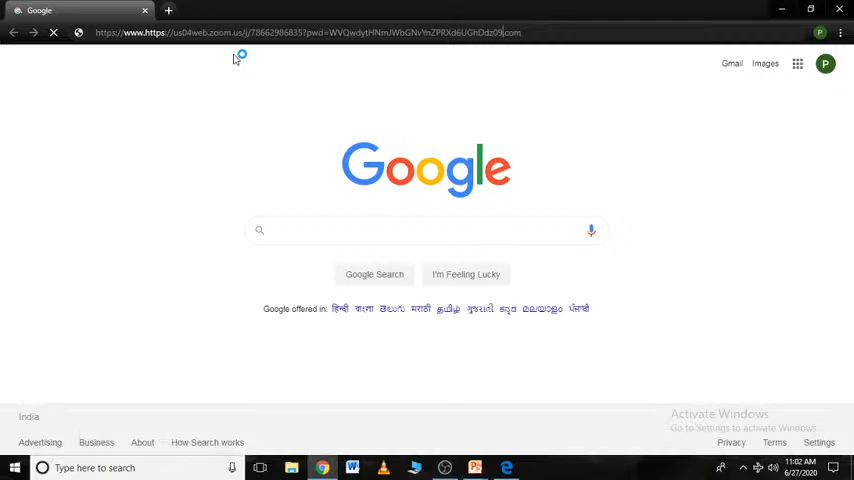 Google
https://www.https://us04web.zoom.us/j/78662986835?pwd=WVQwdytHNmJWbGNvYnZPRXd6UGhDdz09.com
P
Gmail Images
P
Google
Google Search I'm Feeling Lucky
Google offered in: हिन्दी বাংলা తెలుగు मराठी தமிழ் ગુજરાતી ಕನ್ನಡ മലയാളം ਪੰਜਾਬੀ
India
Activate Windows
Go to Settings to activate Windows.
Advertising Business About How Search works Privacy Terms Settings
Type here to search
11:02 AM
6/27/2020